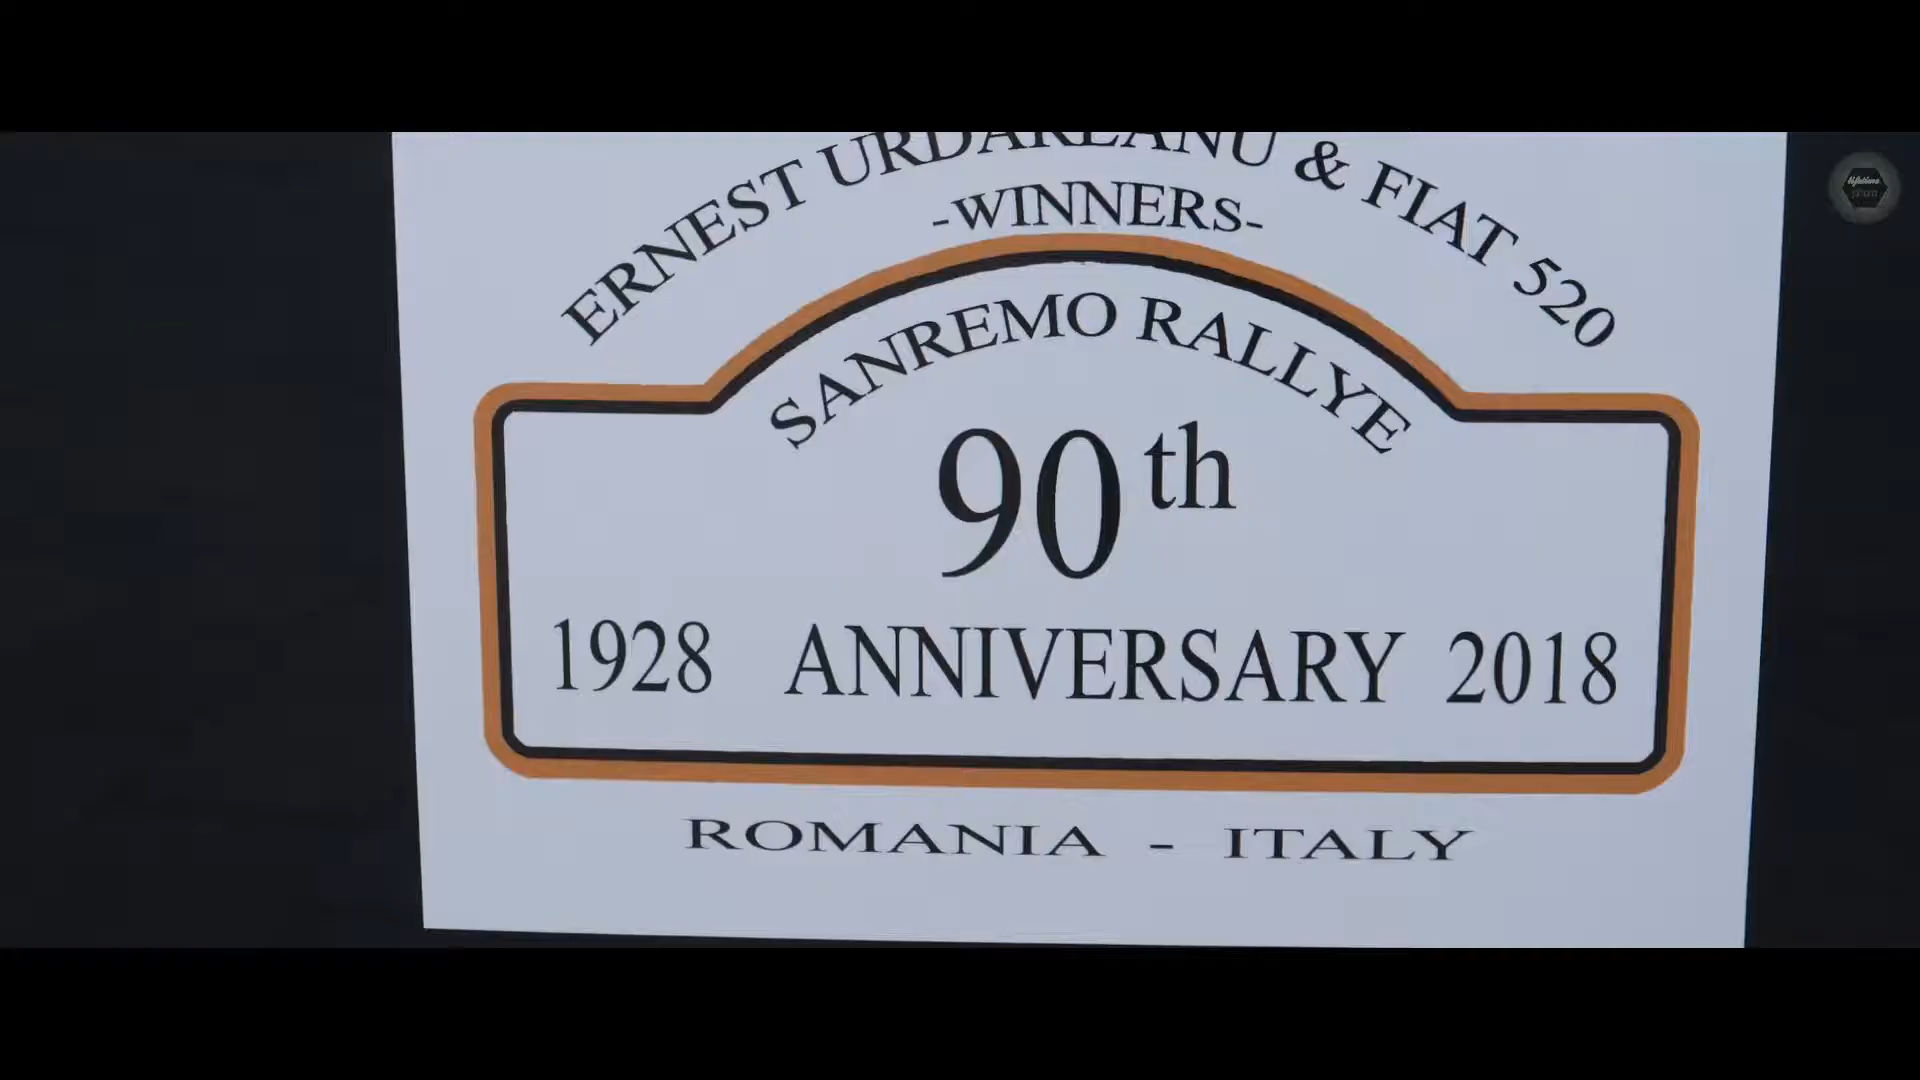 ERNEST URDAREANU & FIAT 520
-WINNERS-
SANREMO RALLYE
90th
1928 ANNIVERSARY 2018
ROMANIA - ITALY